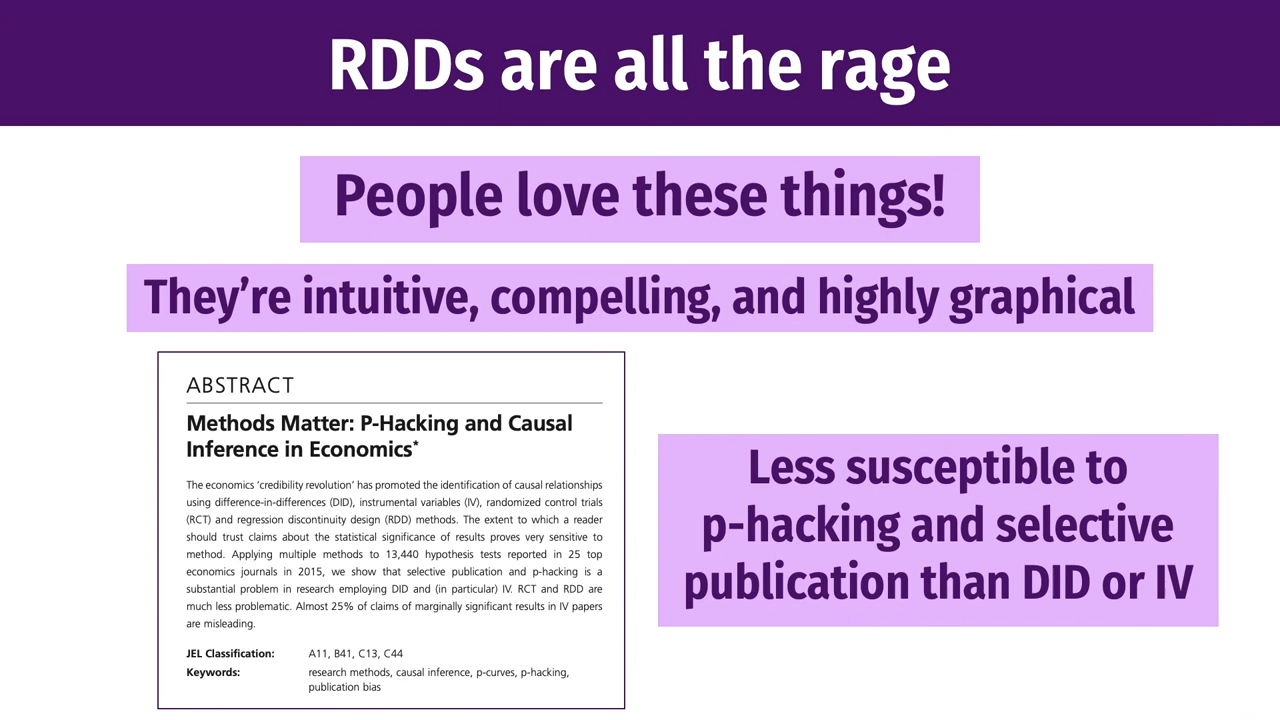 RDDs are all the rage
People love these things!
They’re intuitive, compelling, and highly graphical
ABSTRACT
Methods Matter: P-Hacking and Causal
Inference in Economics*
The economics ‘credibility revolution’ has promoted the identification of causal relationships
using difference-in-differences (DID), instrumental variables (IV), randomized control trials
(RCT) and regression discontinuity design (RDD) methods. The extent to which a reader
should trust claims about the statistical significance of results proves very sensitive to
method. Applying multiple methods to 13,440 hypothesis tests reported in 25 top
economics journals in 2015, we show that selective publication and p-hacking is a
substantial problem in research employing DID and (in particular) IV. RCT and RDD are
much less problematic. Almost 25% of claims of marginally significant results in IV papers
are misleading.
JEL Classification: A11, B41, C13, C44
Keywords: research methods, causal inference, p-curves, p-hacking,
publication bias
Less susceptible to
p-hacking and selective
publication than DID or IV